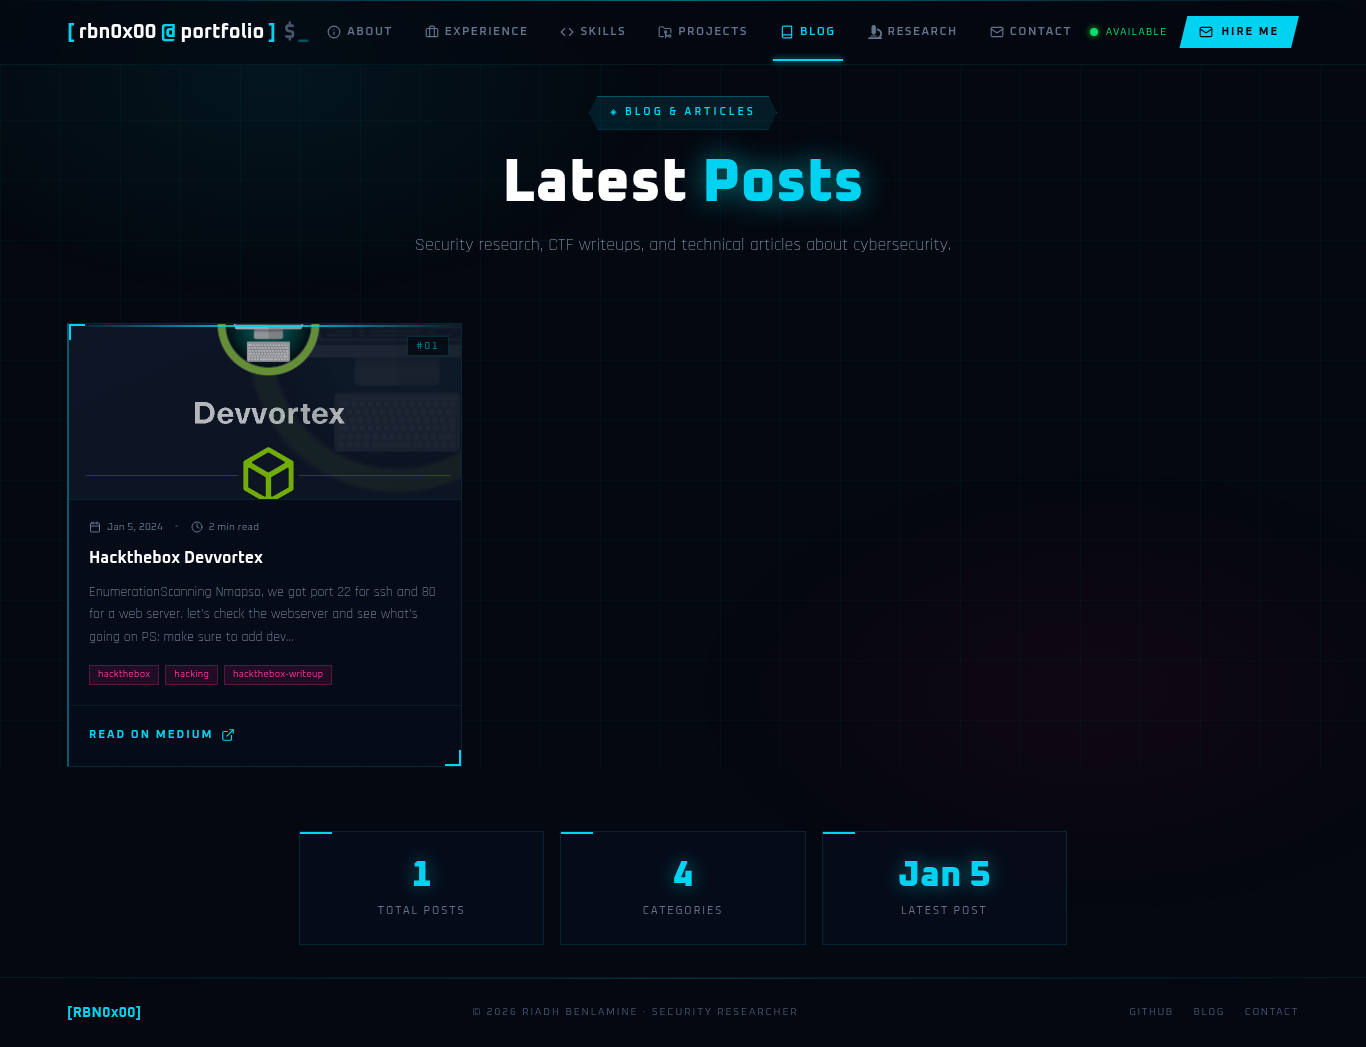 [ rbn0x00 @ portfolio ] $_
ABOUT
EXPERIENCE
SKILLS
PROJECTS
BLOG
RESEARCH
CONTACT
AVAILABLE
HIRE ME
BLOG & ARTICLES
Latest Posts
Security research, CTF writeups, and technical articles about cybersecurity.
#01
Devvortex
Jan 5, 2024 · 2 min read
Hackthebox Devvortex
EnumerationScanning Nmapso, we got port 22 for ssh and 80
for a web server. let's check the webserver and see what's
going on PS: make sure to add dev...
hackthebox hacking hackthebox-writeup
READ ON MEDIUM
1
TOTAL POSTS
4
CATEGORIES
Jan 5
LATEST POST
[RBN0x00]
© 2026 RIADH BENLAMINE · SECURITY RESEARCHER
GITHUB BLOG CONTACT